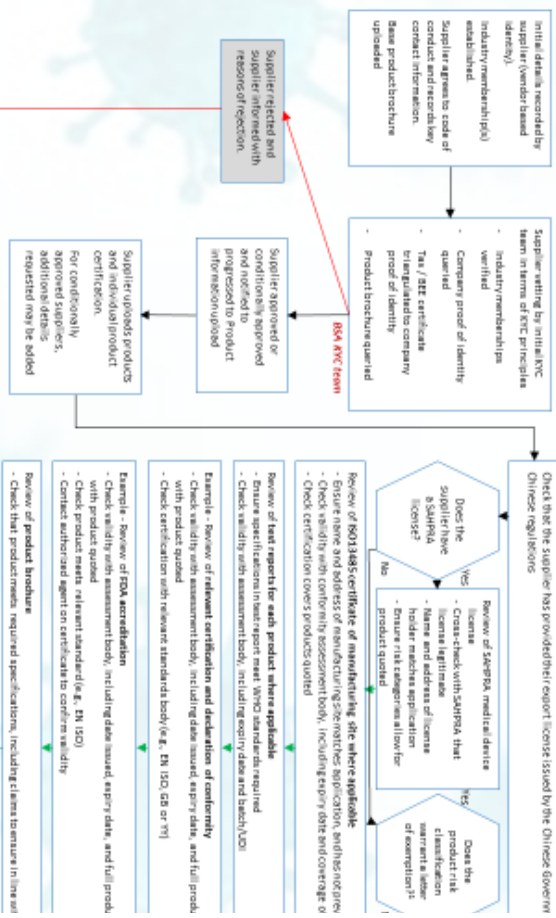 Initial details recorded by
supplier (vendor based
identity).
Industry membership(s)
established.
Supplier agrees to code of
conduct and records key
contact information.
Base product brochure
uploaded
Supplier vetting by initial KYC
team in terms of KYC principles
- Industry memberships
verified
- Company proof of identity
queried
- Tax / BEE certificate
triangulated to company
proof of identity
- Product brochure queried
BSA KYC team
Supplier rejected and
supplier informed with
reasons of rejection.
Supplier approved or
conditionally approved
and notified to
progressed to Product
information upload
Supplier uploads products
and individual product
certification.
For conditionally
approved suppliers,
additional details
requested may be added
Check that the supplier has provided their export license issued by the Chinese
Chinese regulations
Does the
supplier have
a SAHPRA
license?
Yes
No
Review of SAHPRA medical device
license
- Cross-check with SAHPRA that
license legitimate
- Name and address of license
holder matches application
- Ensure risk categories allow for
product quoted
Yes
Does the
product risk
classification
warrant a letter
of exemption?
Review of ISO13485 certificate of manufacturing site where applicable
- Ensure name and address of manufacturing site matches application, and has not
- Check validity with conformity assessment body, including expiry date and coverage
- Check certification covers products quoted
Review of test reports for each product where applicable
- Ensure specifications in test report meet WHO standards required
- Check validity with assessment body, including expiry date and batch/UDI
Example - Review of relevant certification and declaration of conformity
- Check validity with assessment body, including date issued, expiry date, and full
with product quoted
- Check certification with relevant standards body (e.g., EN ISO, GB or YY)
Example - Review of FDA accreditation
- Check validity with assessment body, including date issued, expiry date, and full
with product quoted
- Check product meets relevant standard (e.g., EN ISO)
- Contact authorized agent on certificate to confirm validity
Review of product brochure
- Check that product meets required specifications, including claims to ensure in line